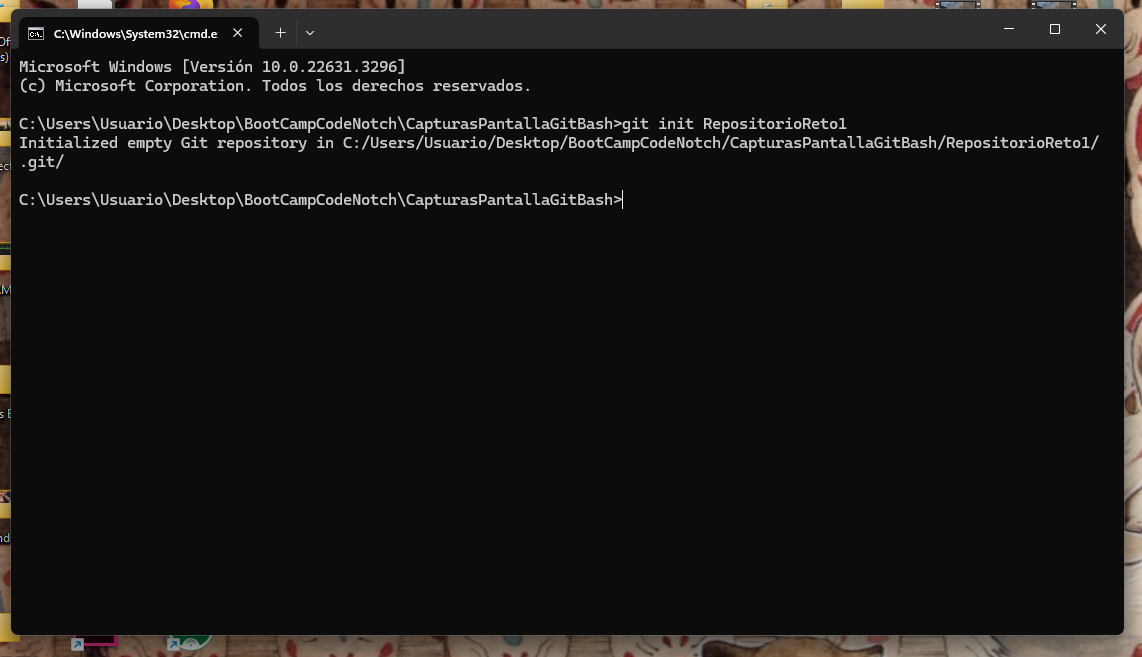 C:\Windows\System32\cmd.e
Microsoft Windows [Versión 10.0.22631.3296]
(c) Microsoft Corporation. Todos los derechos reservados.
C:\Users\Usuario\Desktop\BootCampCodeNotch\CapturasPantallaGitBash>git init RepositorioReto1
Initialized empty Git repository in C:/Users/Usuario/Desktop/BootCampCodeNotch/CapturasPantallaGitBash/RepositorioReto1/
.git/
C:\Users\Usuario\Desktop\BootCampCodeNotch\CapturasPantallaGitBash>